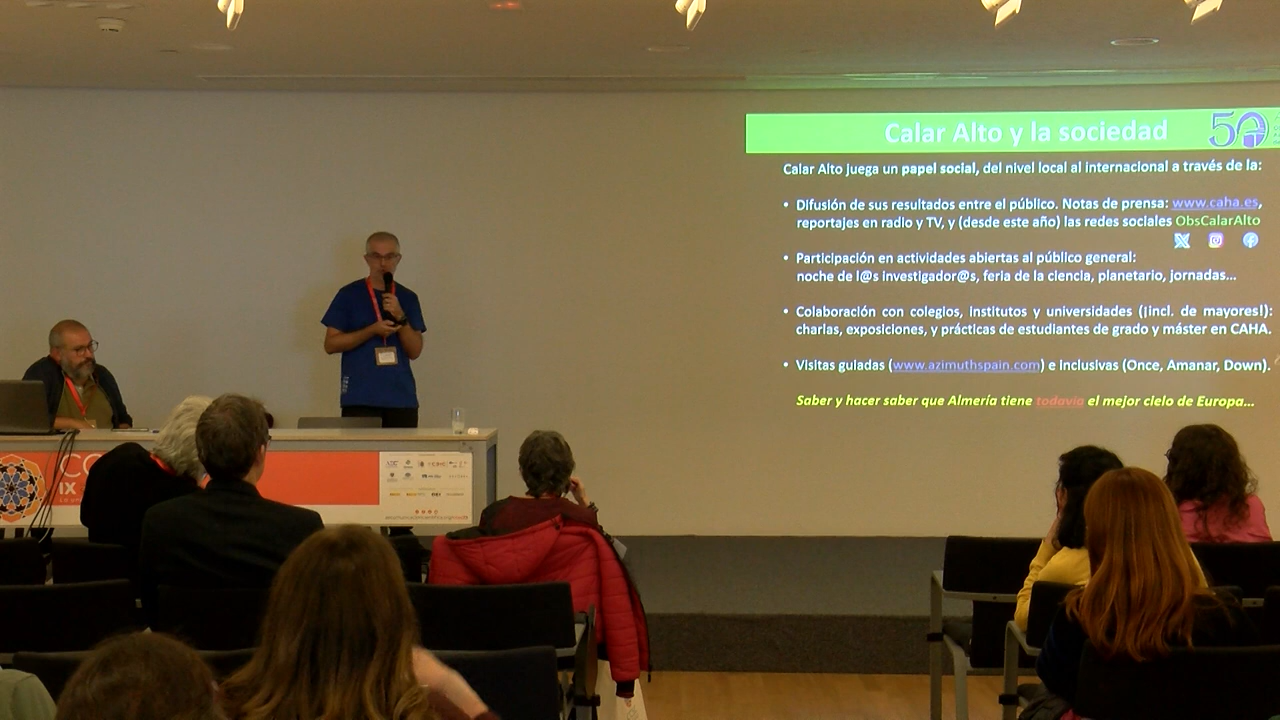 Calar Alto y la sociedad
50
Calar Alto juega un papel social, del nivel local al internacional a través de la:
• Difusión de sus resultados entre el público. Notas de prensa: www.caha.es,
reportajes en radio y TV, y (desde este año) las redes sociales ObsCalarAlto
• Participación en actividades abiertas al público general:
noche de l@s investigador@s, feria de la ciencia, planetario, jornadas...
• Colaboración con colegios, institutos y universidades (¡incl. de mayores!):
charlas, exposiciones, y prácticas de estudiantes de grado y máster en CAHA.
• Visitas guiadas (www.azimuthspain.com) e inclusivas (Once, Amanar, Down).
Saber y hacer saber que Almería tiene todavía el mejor cielo de Europa...
CO
IX